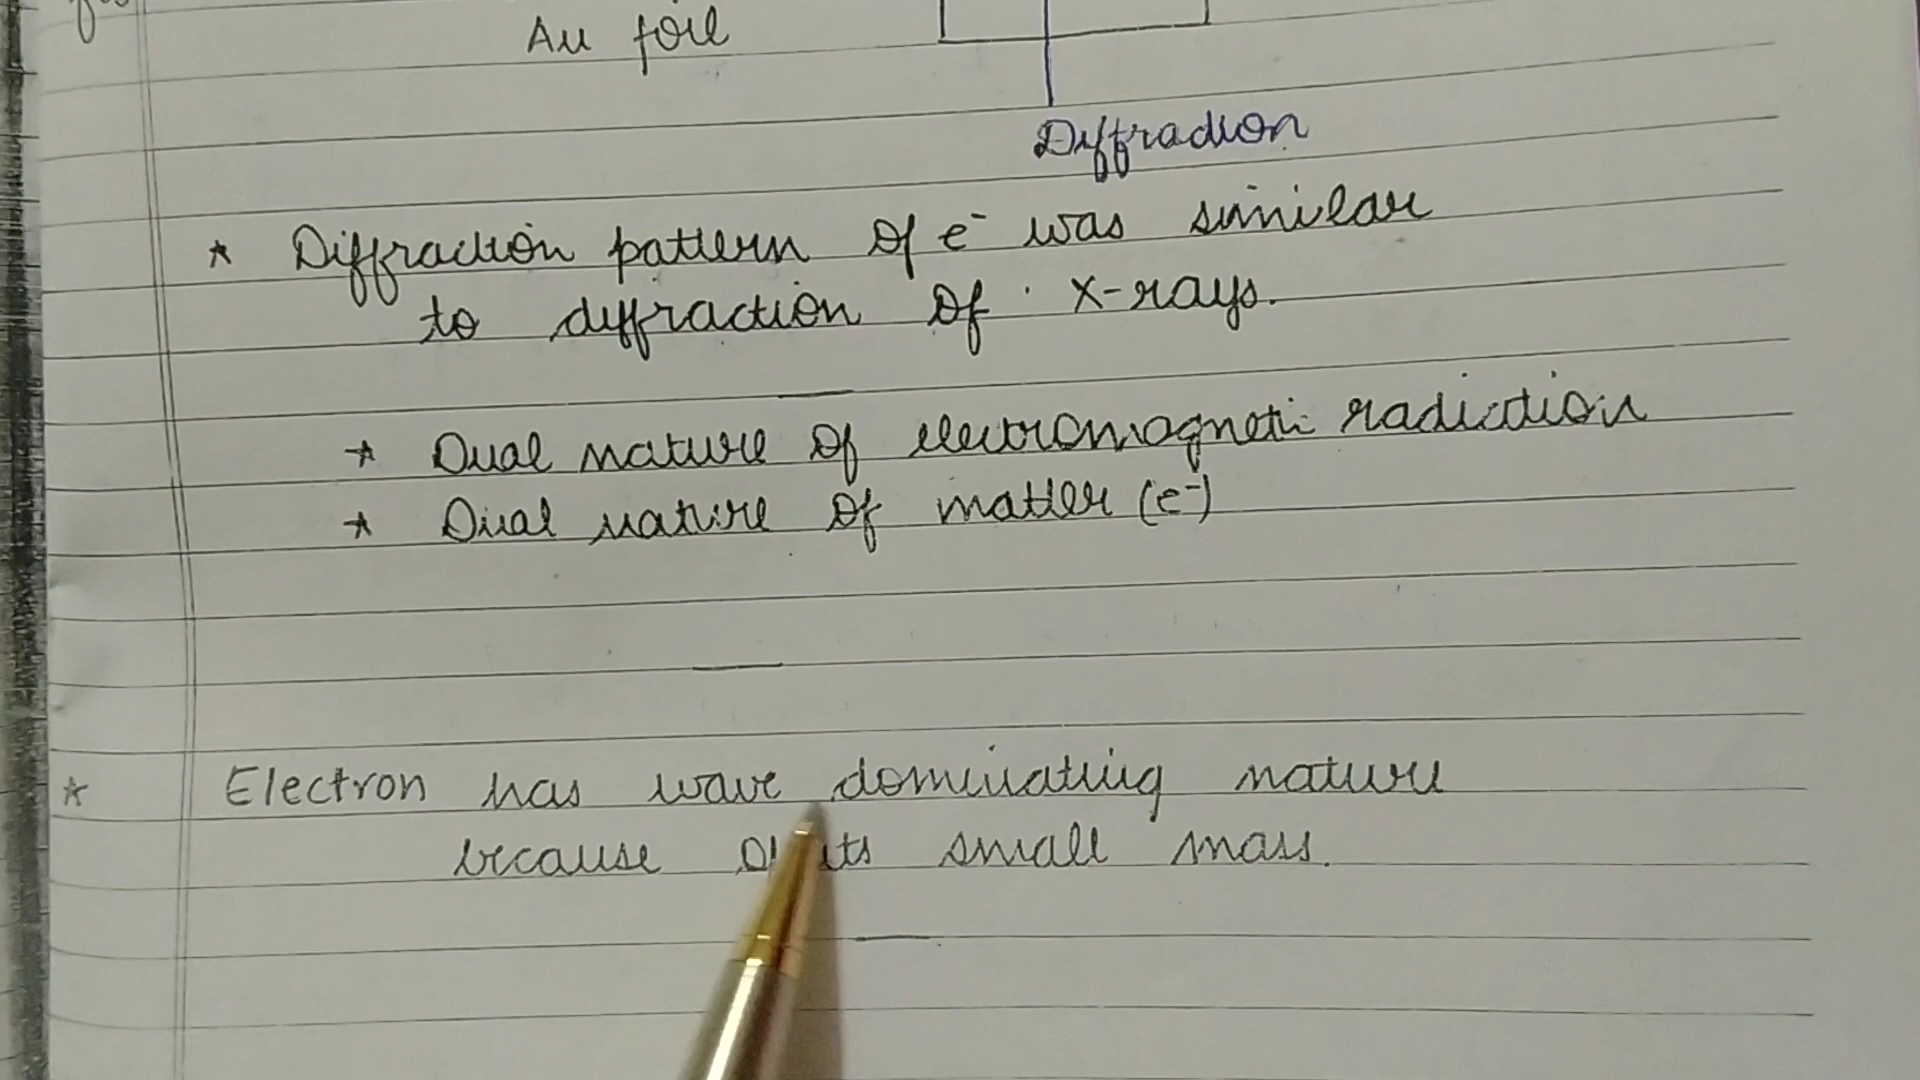 Au foil
Diffraction
* Diffraction pattern of e⁻ was similar
to diffraction of x-rays.
* Dual nature of electromagnetic radiation
* Dual nature of matter (e⁻)
* Electron has wave dominating nature
because of its small mass.